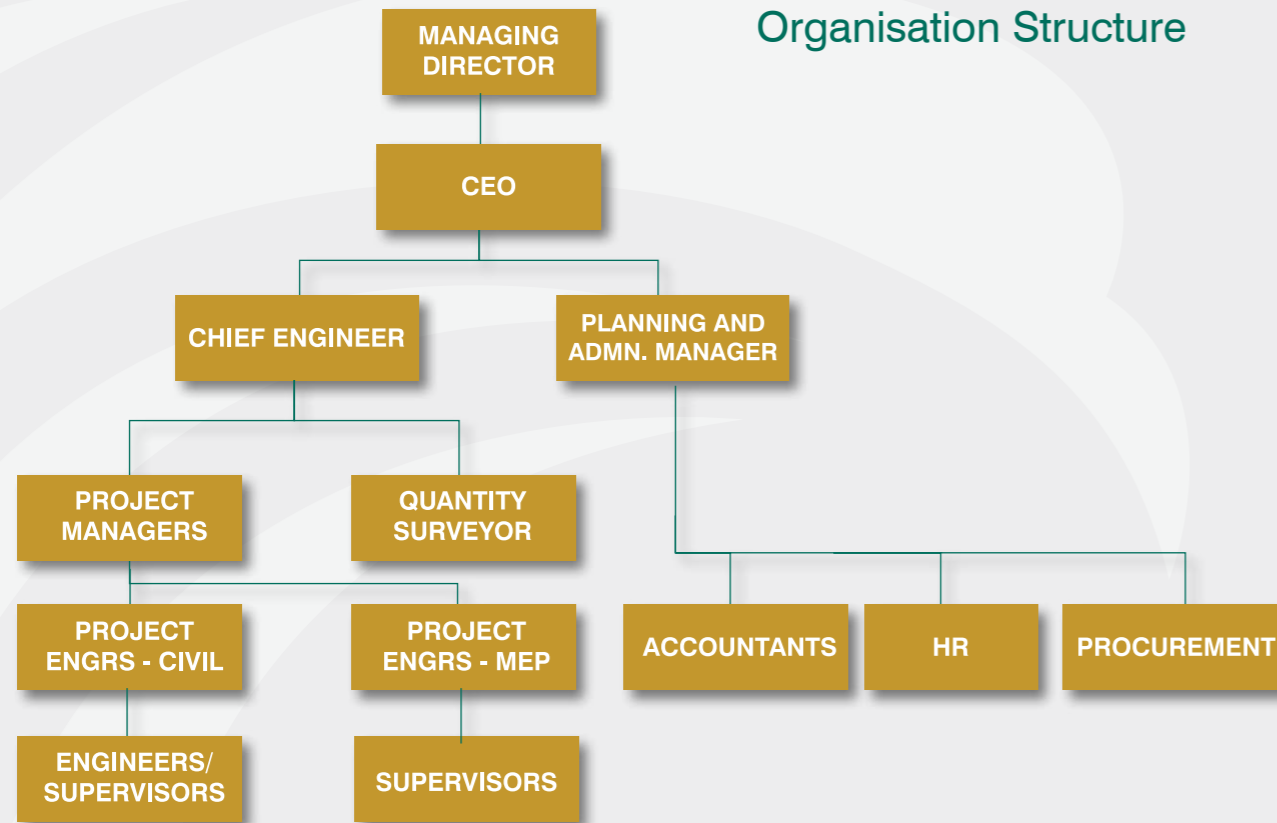 Organisation Structure
MANAGING
DIRECTOR
CEO
CHIEF ENGINEER
PLANNING AND
ADMN. MANAGER
PROJECT
MANAGERS
QUANTITY
SURVEYOR
PROJECT
ENGRS - CIVIL
PROJECT
ENGRS - MEP
ACCOUNTANTS
HR
PROCUREMENT
ENGINEERS/
SUPERVISORS
SUPERVISORS